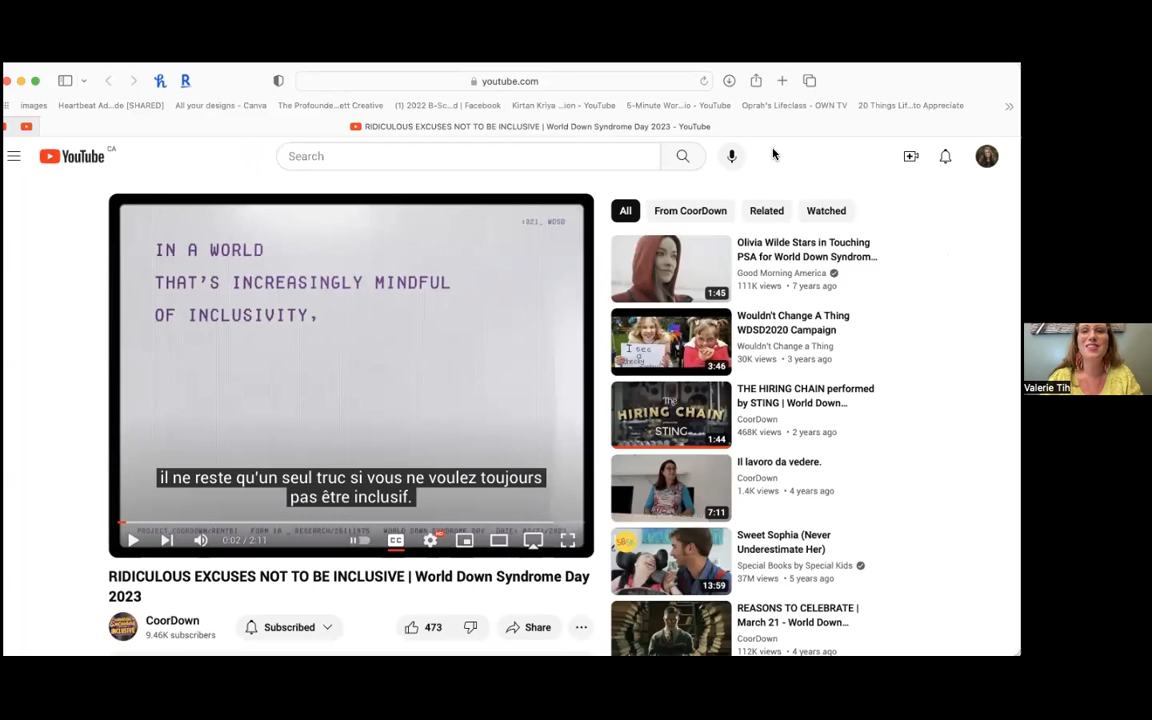 youtube.com
images
Heartbeat Ad...de [SHARED]
All your designs - Canva
The Profounde...ett Creative
(1) 2022 B-Sc...d | Facebook
Kirtan Kriya ...ion - YouTube
5-Minute Wor...io - YouTube
Oprah's Lifeclass - OWN TV
20 Things Lif...to Appreciate
RIDICULOUS EXCUSES NOT TO BE INCLUSIVE | World Down Syndrome Day 2023 - YouTube
YouTube CA
Search
IN A WORLD
THAT'S INCREASINGLY MINDFUL
OF INCLUSIVITY,
il ne reste qu'un seul truc si vous ne voulez toujours
pas être inclusif.
0:02 / 2:11
CC
HD
RIDICULOUS EXCUSES NOT TO BE INCLUSIVE | World Down Syndrome Day
2023
CoorDown
9.46K subscribers
Subscribed
473
Share
All
From CoorDown
Related
Watched
1:45
Olivia Wilde Stars in Touching
PSA for World Down Syndrom...
Good Morning America
111K views • 7 years ago
I see
a
3:46
Wouldn't Change A Thing
WDSD2020 Campaign
Wouldn't Change a Thing
30K views • 3 years ago
The
HIRING CHAIN
STING
1:44
THE HIRING CHAIN performed
by STING | World Down...
CoorDown
468K views • 2 years ago
7:11
Il lavoro da vedere.
CoorDown
1.4K views • 4 years ago
SBSK
13:59
Sweet Sophia (Never
Underestimate Her)
Special Books by Special Kids
37M views • 5 years ago
REASONS TO CELEBRATE |
March 21 - World Down...
CoorDown
112K views • 4 years ago
Valerie Tih